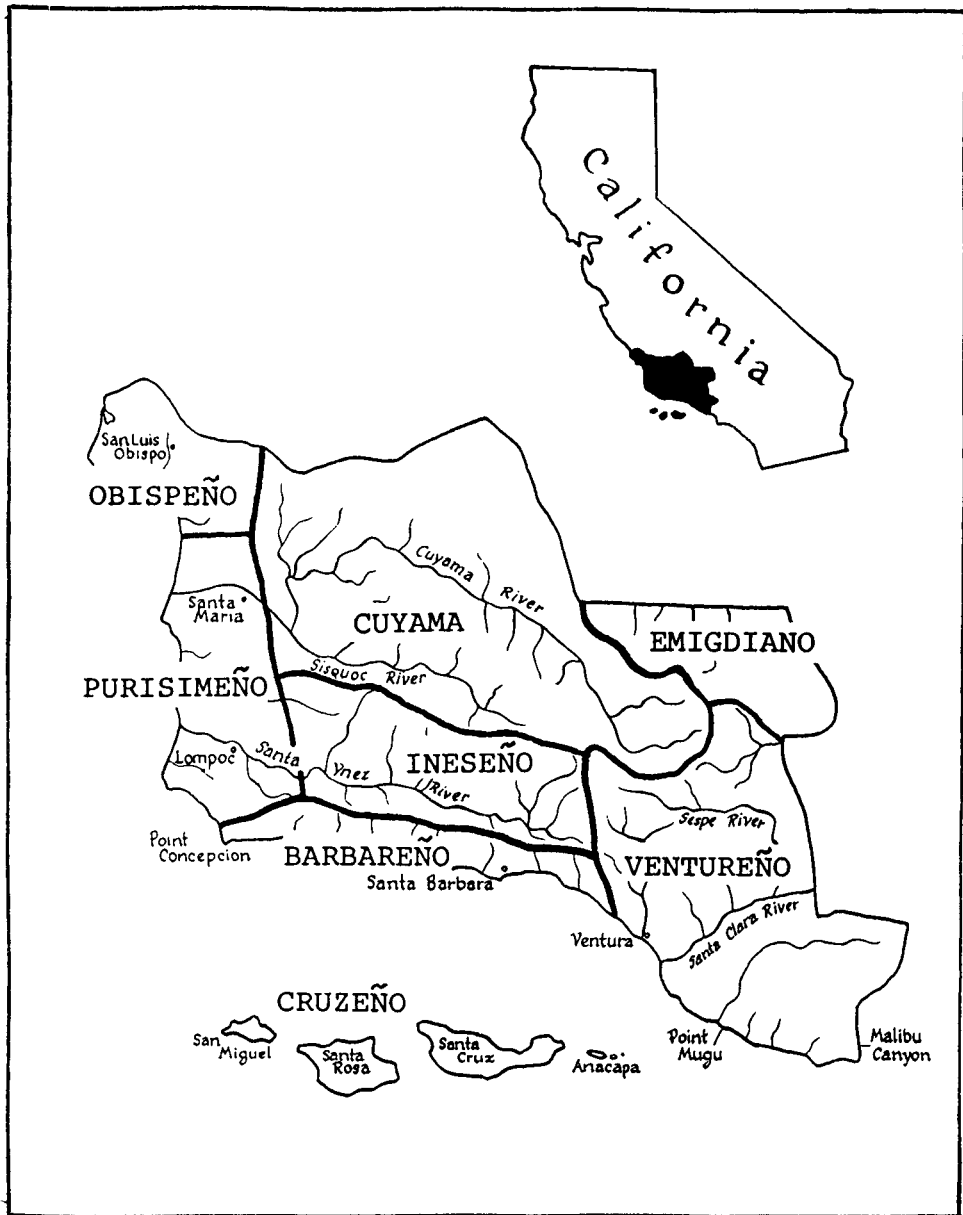 California
San Luis
Obispo
OBISPEÑO
Cuyama
River
Santa
Maria
CUYAMA
EMIGDIANO
Sisquoc River
PURISIMEÑO
Lompoc
Santa
Ynez
River
INESEÑO
Sespe River
Point
Concepcion
BARBAREÑO
Santa Barbara
VENTUREÑO
Ventura
Santa Clara River
CRUZEÑO
San
Miguel
Santa
Rosa
Santa
Cruz
Anacapa
Point
Mugu
Malibu
Canyon